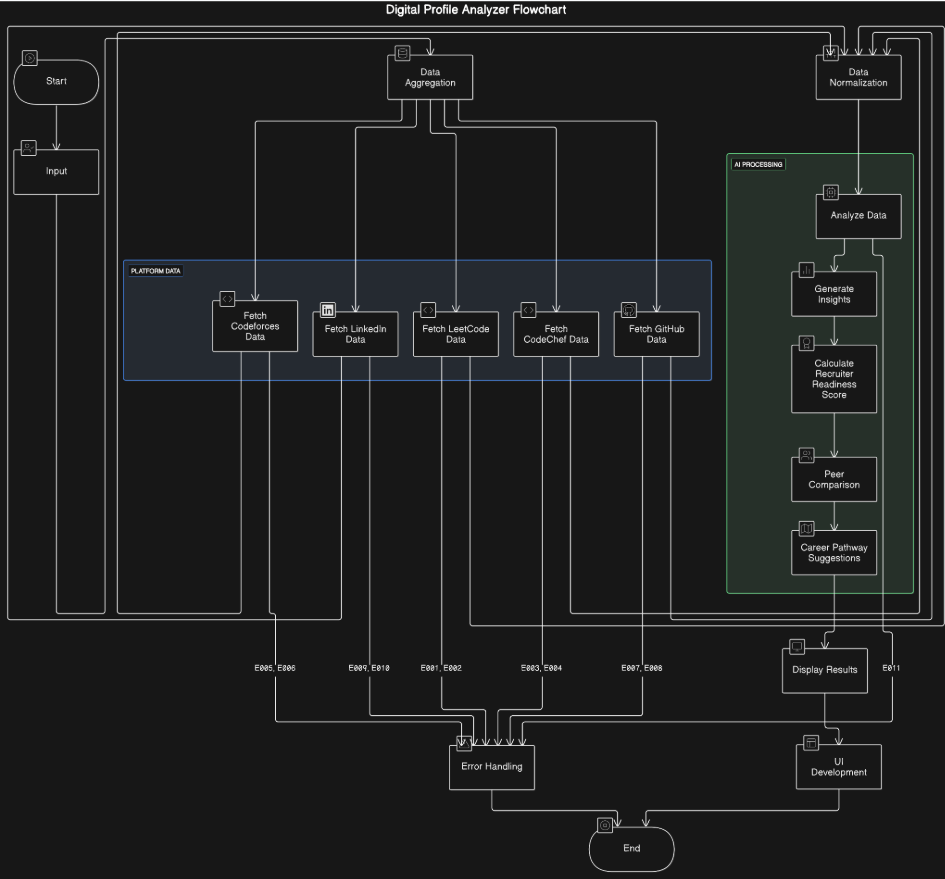 Digital Profile Analyzer Flowchart
Start
Data
Aggregation
Data
Normalization
Input
AI PROCESSING
Analyze Data
PLATFORM DATA
Generate
Insights
Fetch
Codeforces
Data
Fetch LinkedIn
Data
Fetch LeetCode
Data
Fetch
CodeChef Data
Fetch GitHub
Data
in
Calculate
Recruiter
Readiness
Score
Peer
Comparison
Career Pathway
Suggestions
E005, E006
E009, E010
E001, E002
E003, E004
E007, E008
Display Results
E011
Error Handling
UI
Development
End